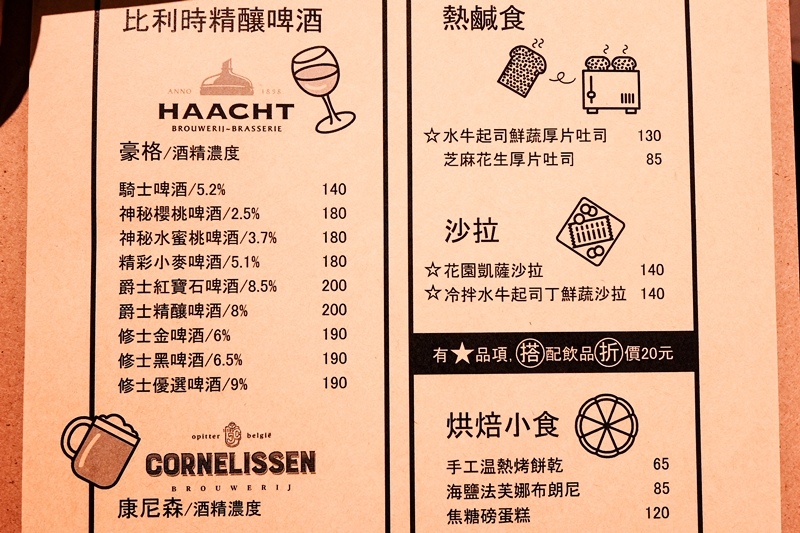 比利時精釀啤酒
ANNO 1858
HAACHT
BROUWERIJ-BRASSERIE
豪格/酒精濃度
騎士啤酒/5.2% 140
神秘櫻桃啤酒/2.5% 180
神秘水蜜桃啤酒/3.7% 180
精彩小麥啤酒/5.1% 180
爵士紅寶石啤酒/8.5% 200
爵士精釀啤酒/8% 200
修士金啤酒/6% 190
修士黑啤酒/6.5% 190
修士優選啤酒/9% 190
opitter belgië
CORNELISSEN
BROUWERIJ
康尼森/酒精濃度
熱鹹食
☆水牛起司鮮蔬厚片吐司 130
芝麻花生厚片吐司 85
沙拉
☆花園凱薩沙拉 140
☆冷拌水牛起司丁鮮蔬沙拉 140
有★品項,搭配飲品折價20元
烘焙小食
手工溫熱烤餅乾 65
海鹽法芙娜布朗尼 85
焦糖磅蛋糕 120